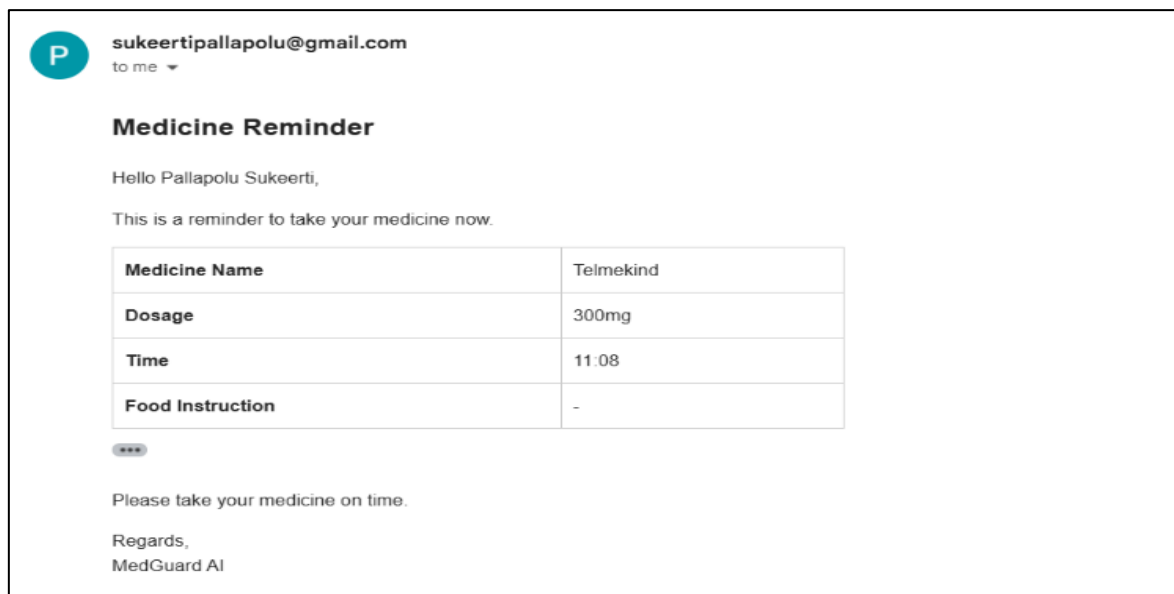 P
sukeertipallapolu@gmail.com
to me
Medicine Reminder
Hello Pallapolu Sukeerti,
This is a reminder to take your medicine now.
Medicine Name Telmekind
Dosage 300mg
Time 11:08
Food Instruction -
Please take your medicine on time.
Regards,
MedGuard AI